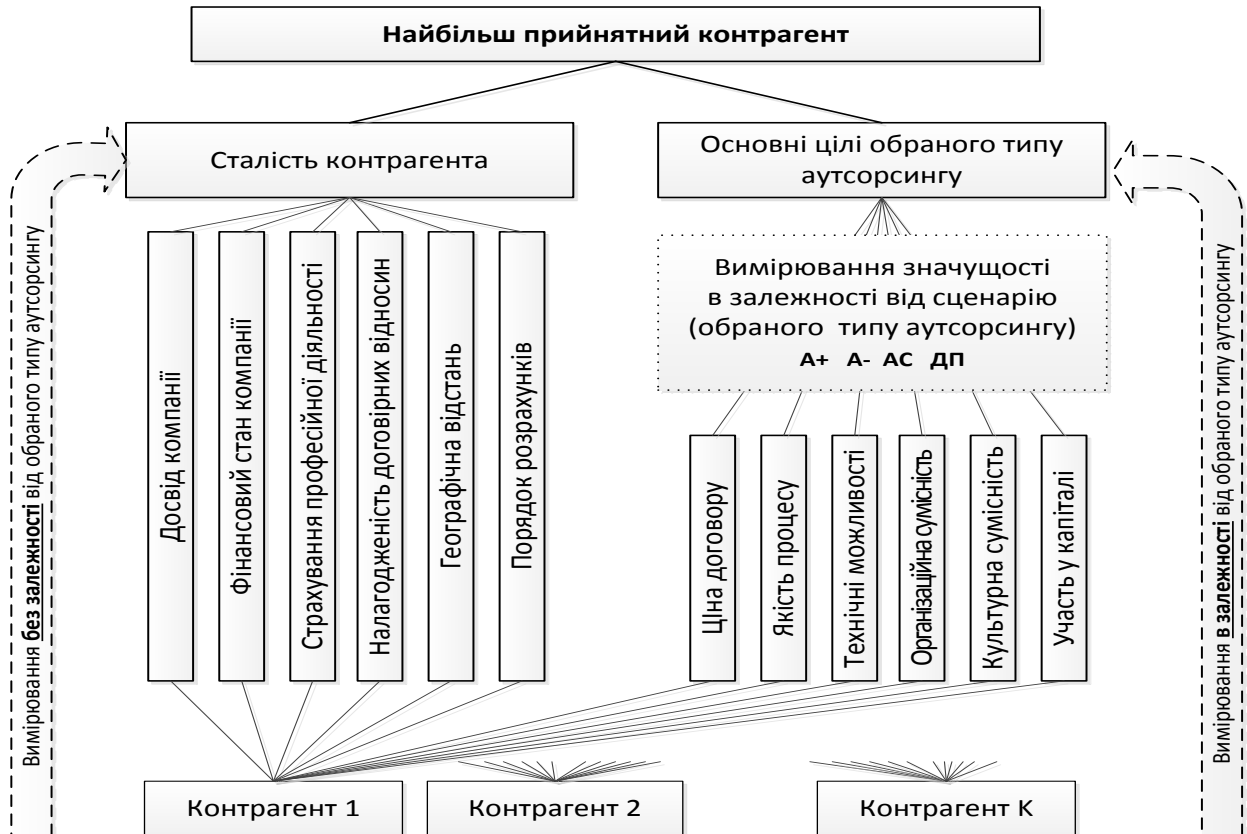 Найбільш прийнятний контрагент
Сталість контрагента
Основні цілі обраного типу
аутсорсингу
Вимірювання значущості
в залежності від сценарію
(обраного типу аутсорсингу)
А+ А- АС ДП
Вимірювання без залежності від обраного типу аутсорсингу
Досвід компанії
Фінансовий стан компанії
Страхування професійної діяльності
Налагодженість договірних відносин
Географічна відстань
Порядок розрахунків
Ціна договору
Якість процесу
Технічні можливості
Організаційна сумісність
Культурна сумісність
Участь у капіталі
Вимірювання в залежності від обраного типу аутсорсингу
Контрагент 1
Контрагент 2
Контрагент К